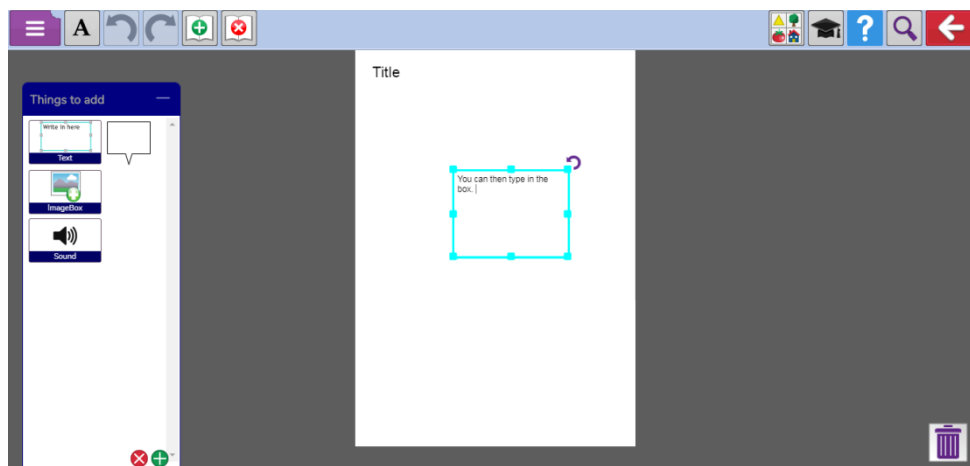 A
?
Title
Things to add
Write in here
Text
ImageBox
Sound
You can then type in the
box.